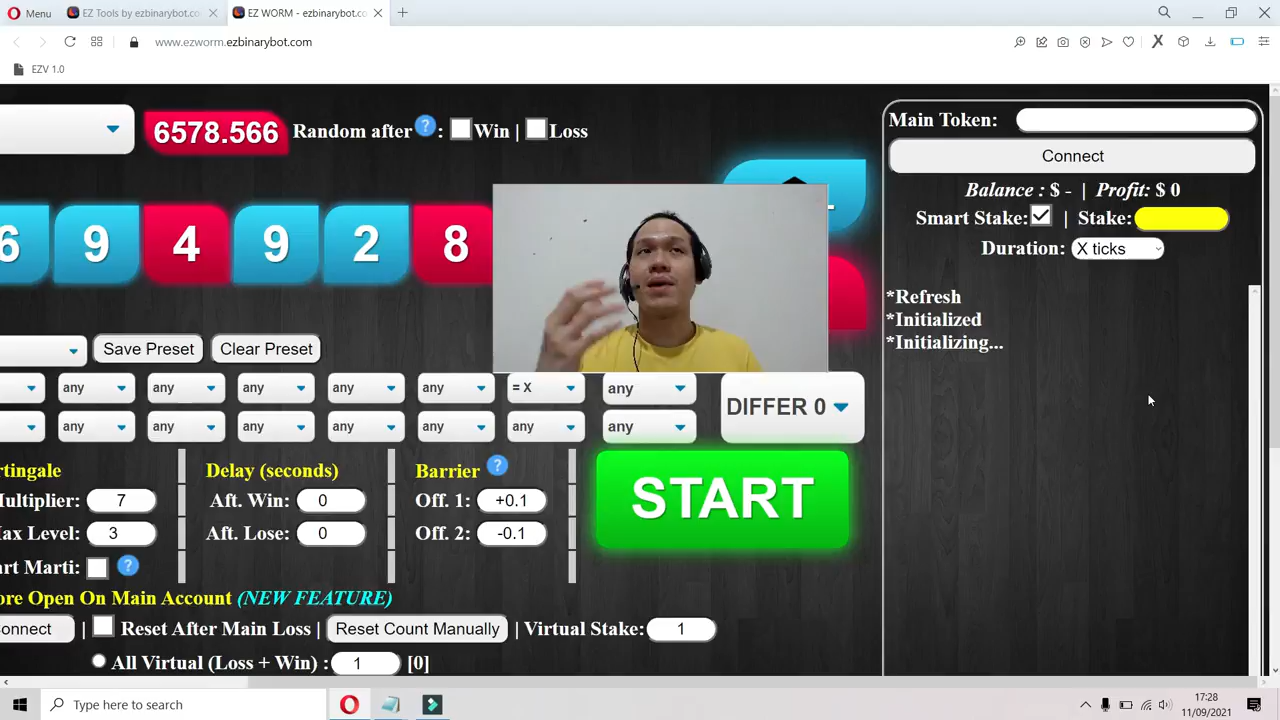 Menu
EZ Tools by ezbinarybot.co
EZ WORM - ezbinarybot.co
www.ezworm.ezbinarybot.com
EZV 1.0
6578.566 Random after ? : Win | Loss
6 9 4 9 2 8
Save Preset Clear Preset
any any any any any = X any
any any any any any any any
DIFFER 0
rtingale Delay (seconds) Barrier ?
Multiplier: 7 Aft. Win: 0 Off. 1: +0.1
ax Level: 3 Aft. Lose: 0 Off. 2: -0.1
art Marti: ?
START
ore Open On Main Account (NEW FEATURE)
onnect | Reset After Main Loss | Reset Count Manually | Virtual Stake: 1
All Virtual (Loss + Win) : 1 [0]
Main Token:
Connect
Balance : $ - | Profit: $ 0
Smart Stake: | Stake:
Duration: X ticks
*Refresh
*Initialized
*Initializing...
Type here to search
17:28
11/09/2021